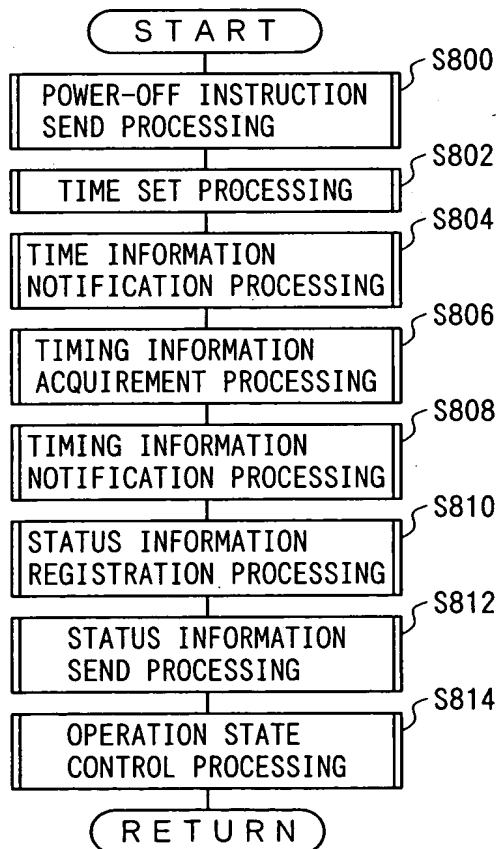 START
S800
POWER-OFF INSTRUCTION
SEND PROCESSING
S802
TIME SET PROCESSING
S804
TIME INFORMATION
NOTIFICATION PROCESSING
S806
TIMING INFORMATION
ACQUIREMENT PROCESSING
S808
TIMING INFORMATION
NOTIFICATION PROCESSING
S810
STATUS INFORMATION
REGISTRATION PROCESSING
S812
STATUS INFORMATION
SEND PROCESSING
S814
OPERATION STATE
CONTROL PROCESSING
RETURN